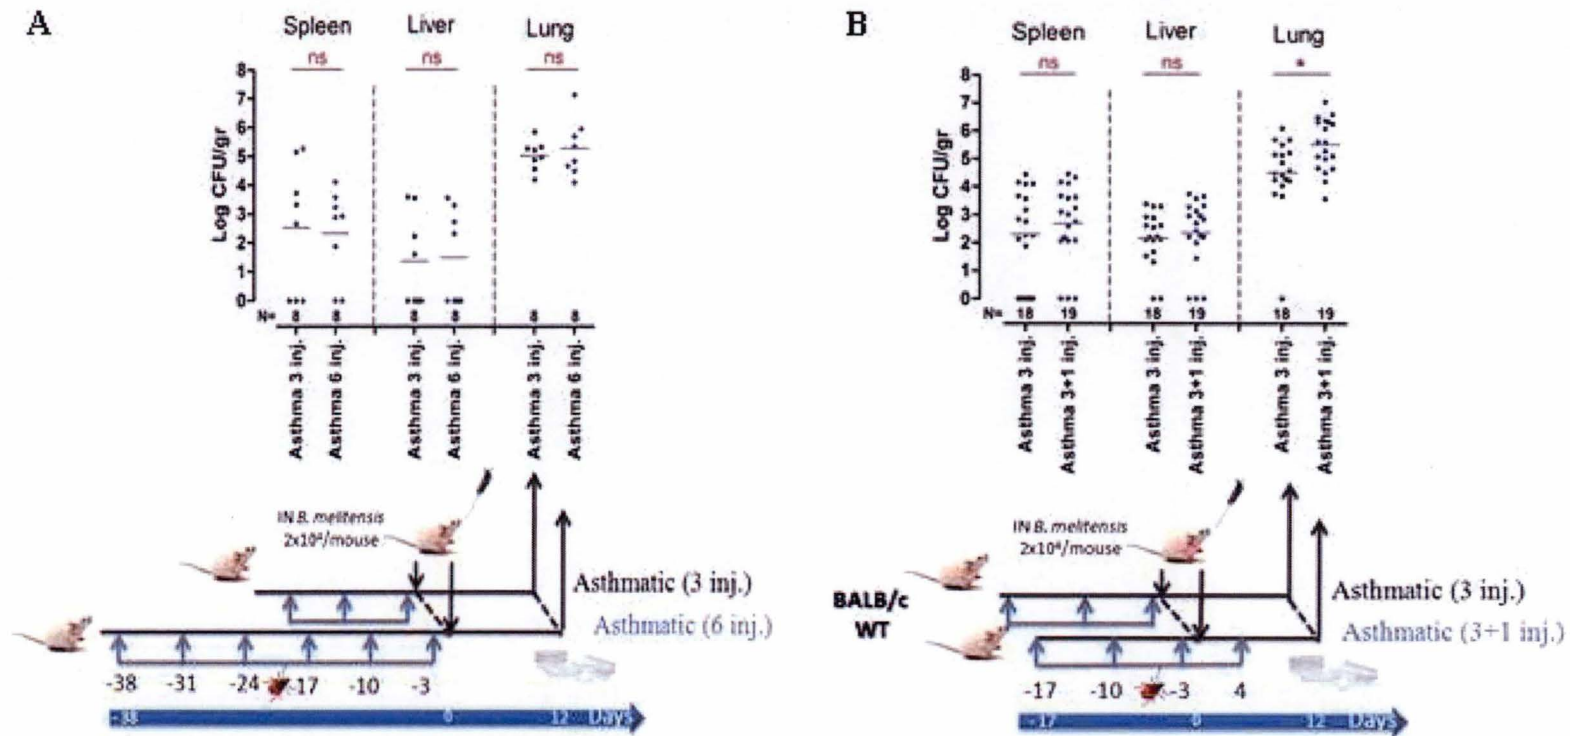 A
Spleen
Liver
Lung
ns
ns
ns
Log CFU/gr
8
7
6
5
4
3
2
1
0
N=
8
8
8
8
8
8
Asthma 3 inj.
Asthma 6 inj.
Asthma 3 inj.
Asthma 6 inj.
Asthma 3 inj.
Asthma 6 inj.
IN B. melitensis
2x10⁴/mouse
Asthmatic (3 inj.)
Asthmatic (6 inj.)
-38 -31 -24 -17 -10 -3
-38 0 12 Days
B
Spleen
Liver
Lung
ns
ns
*
Log CFU/gr
8
7
6
5
4
3
2
1
0
N=
18
19
18
19
18
19
Asthma 3 inj.
Asthma 3+1 inj.
Asthma 3 inj.
Asthma 3+1 inj.
Asthma 3 inj.
Asthma 3+1 inj.
IN B. melitensis
2x10⁴/mouse
BALB/c
WT
Asthmatic (3 inj.)
Asthmatic (3+1 inj.)
-17 -10 -3 4
-17 0 12 Days